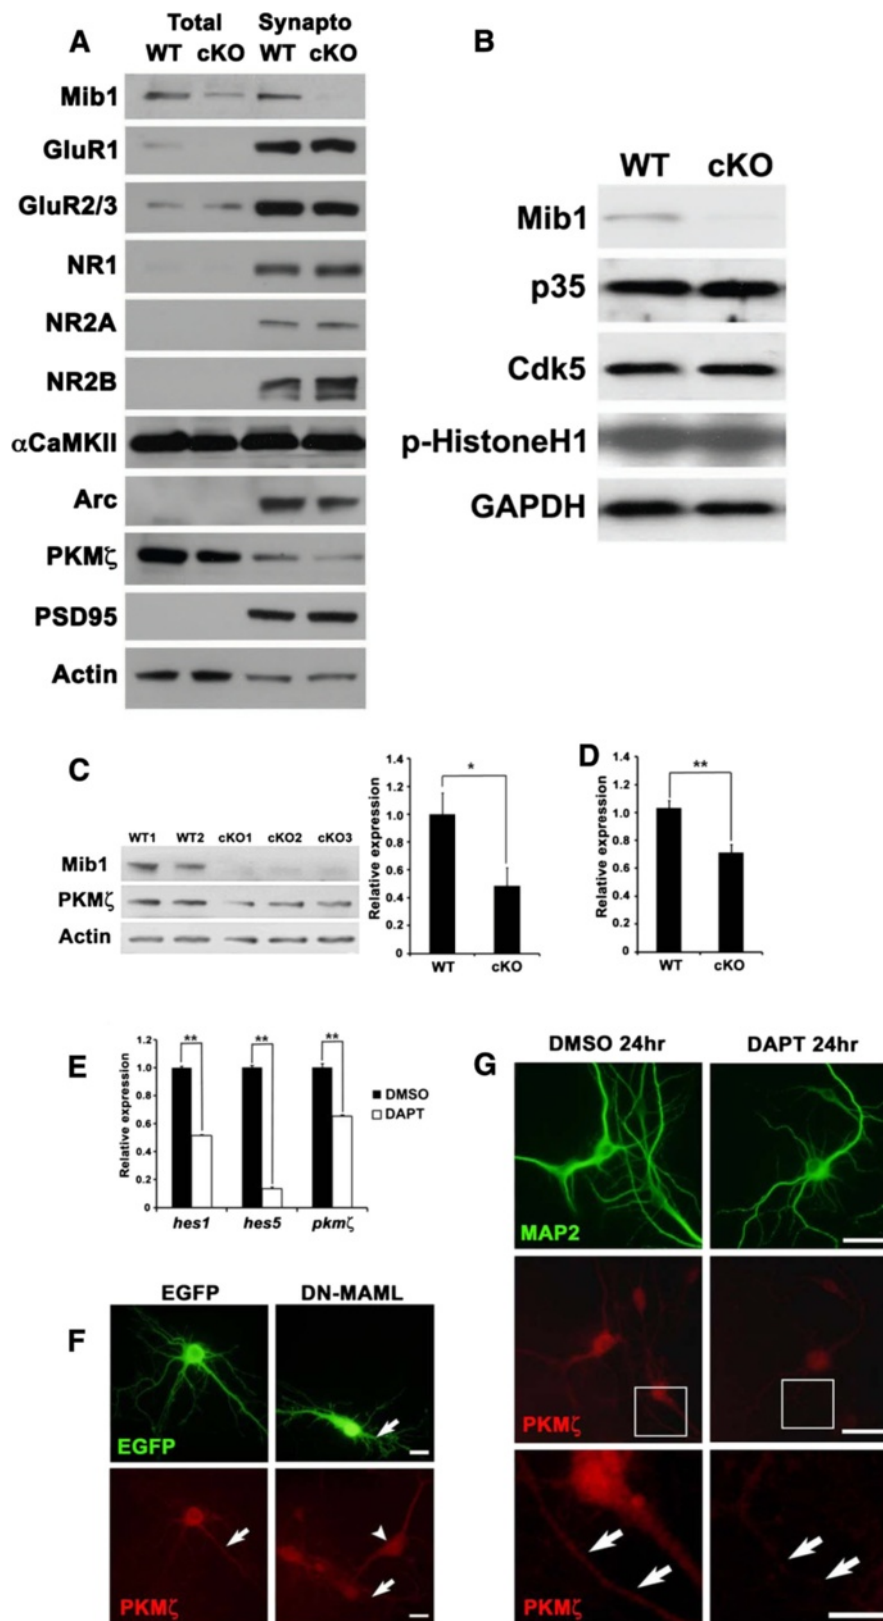 A
Total Synapto
WT cKO WT cKO
Mib1
GluR1
GluR2/3
NR1
NR2A
NR2B
αCaMKII
Arc
PKMζ
PSD95
Actin
B
WT cKO
Mib1
p35
Cdk5
p-HistoneH1
GAPDH
C
WT1 WT2 cKO1 cKO2 cKO3
Mib1
PKMζ
Actin
Relative expression
1.4
1.2
1.0
0.8
0.6
0.4
0.2
0
*
WT cKO
D
Relative expression
1.4
1.2
1.0
0.8
0.6
0.4
0.2
0
**
WT cKO
E
Relative expression
1.2
1.0
0.8
0.6
0.4
0.2
0
** ** **
DMSO
DAPT
hes1 hes5 pkmζ
F
EGFP DN-MAML
EGFP
PKMζ
G
DMSO 24hr DAPT 24hr
MAP2
PKMζ
PKMζ